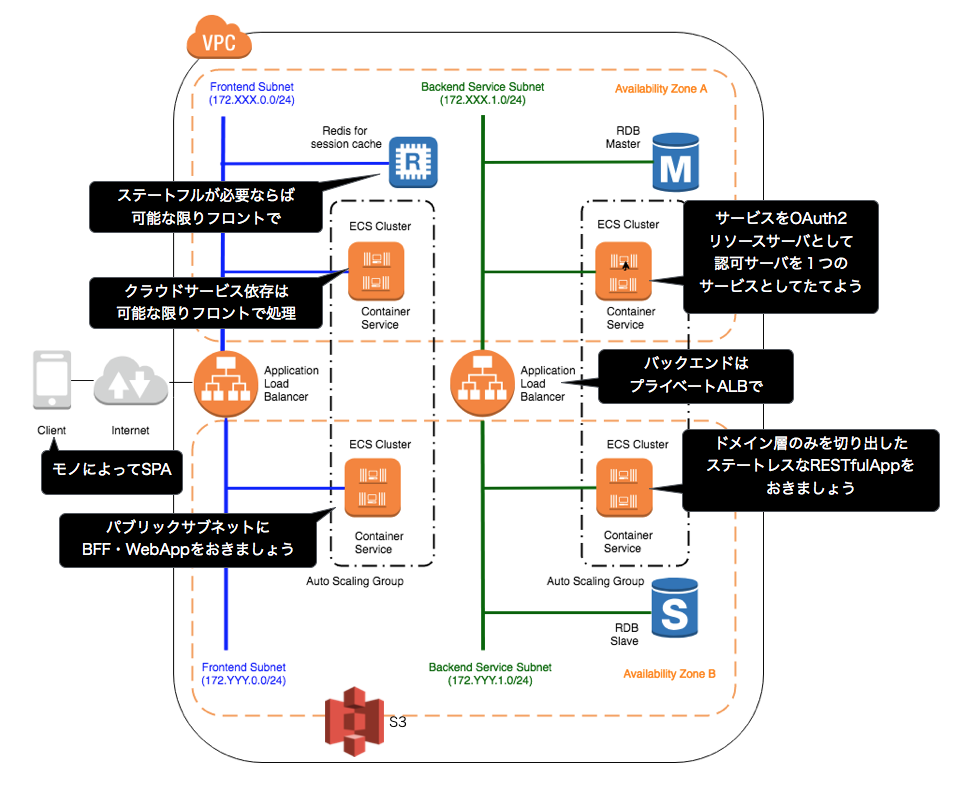 VPC
Frontend Subnet
(172.XXX.0.0/24)
Backend Service Subnet
(172.XXX.1.0/24)
Availability Zone A
Redis for
session cache
R
RDB
Master
M
ステートフルが必要ならば
可能な限りフロントで
ECS Cluster
ECS Cluster
サービスをOAuth2
リソースサーバとして
認可サーバを１つの
サービスとしてたてよう
クラウドサービス依存は
可能な限りフロントで処理
Container
Service
Container
Service
Application
Load
Balancer
Application
Load
Balancer
バックエンドは
プライベートALBで
Client
Internet
モノによってSPA
ECS Cluster
ECS Cluster
ドメイン層のみを切り出した
ステートレスなRESTfulAppを
おきましょう
パブリックサブネットに
BFF・WebAppをおきましょう
Container
Service
Container
Service
Auto Scaling Group
Auto Scaling Group
S
RDB
Slave
Frontend Subnet
(172.YYY.0.0/24)
Backend Service Subnet
(172.YYY.1.0/24)
Availability Zone B
S3